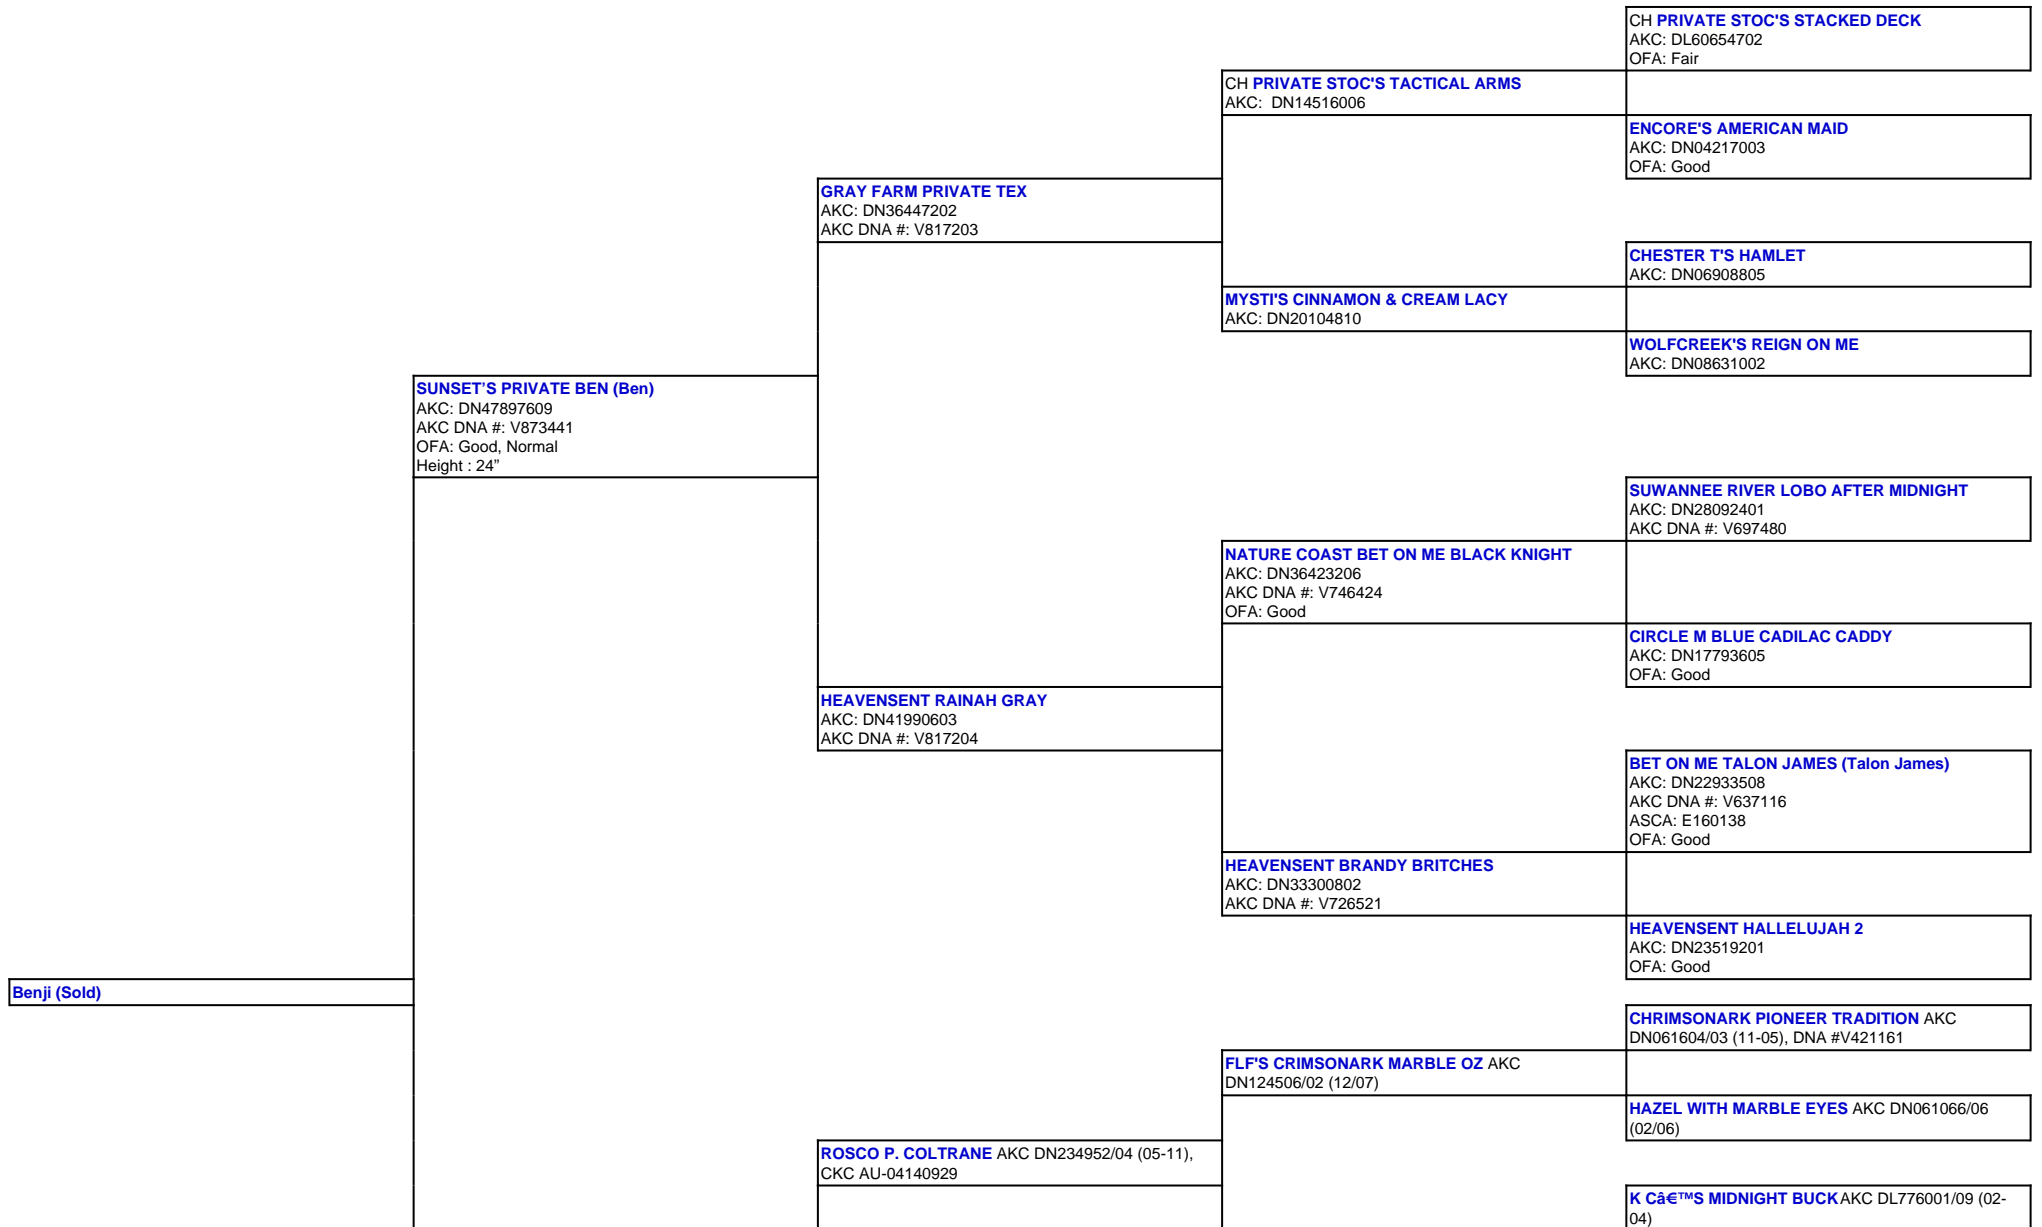 CH PRIVATE STOC'S STACKED DECK
AKC: DL60654702
OFA: Fair
CH PRIVATE STOC'S TACTICAL ARMS
AKC:  DN14516006
ENCORE'S AMERICAN MAID
AKC: DN04217003
OFA: Good
GRAY FARM PRIVATE TEX
AKC: DN36447202
AKC DNA #: V817203
CHESTER T'S HAMLET
AKC: DN06908805
MYSTI'S CINNAMON & CREAM LACY
AKC: DN20104810
WOLFCREEK'S REIGN ON ME
AKC: DN08631002
SUNSET’S PRIVATE BEN (Ben)
AKC: DN47897609
AKC DNA #: V873441
OFA: Good, Normal
Height : 24”
SUWANNEE RIVER LOBO AFTER MIDNIGHT
AKC: DN28092401
AKC DNA #: V697480
NATURE COAST BET ON ME BLACK KNIGHT
AKC: DN36423206
AKC DNA #: V746424
OFA: Good
CIRCLE M BLUE CADILAC CADDY
AKC: DN17793605
OFA: Good
HEAVENSENT RAINAH GRAY
AKC: DN41990603
AKC DNA #: V817204
BET ON ME TALON JAMES (Talon James)
AKC: DN22933508
AKC DNA #: V637116
ASCA: E160138
OFA: Good
HEAVENSENT BRANDY BRITCHES
AKC: DN33300802
AKC DNA #: V726521
HEAVENSENT HALLELUJAH 2
AKC: DN23519201
OFA: Good
Benji (Sold)
CHRIMSONARK PIONEER TRADITION AKC
DN061604/03 (11-05), DNA #V421161
FLF'S CRIMSONARK MARBLE OZ AKC
DN124506/02 (12/07)
HAZEL WITH MARBLE EYES AKC DN061066/06
(02/06)
ROSCO P. COLTRANE AKC DN234952/04 (05-11),
CKC AU-04140929
K Câ€™S MIDNIGHT BUCK AKC DL776001/09 (02-
04)